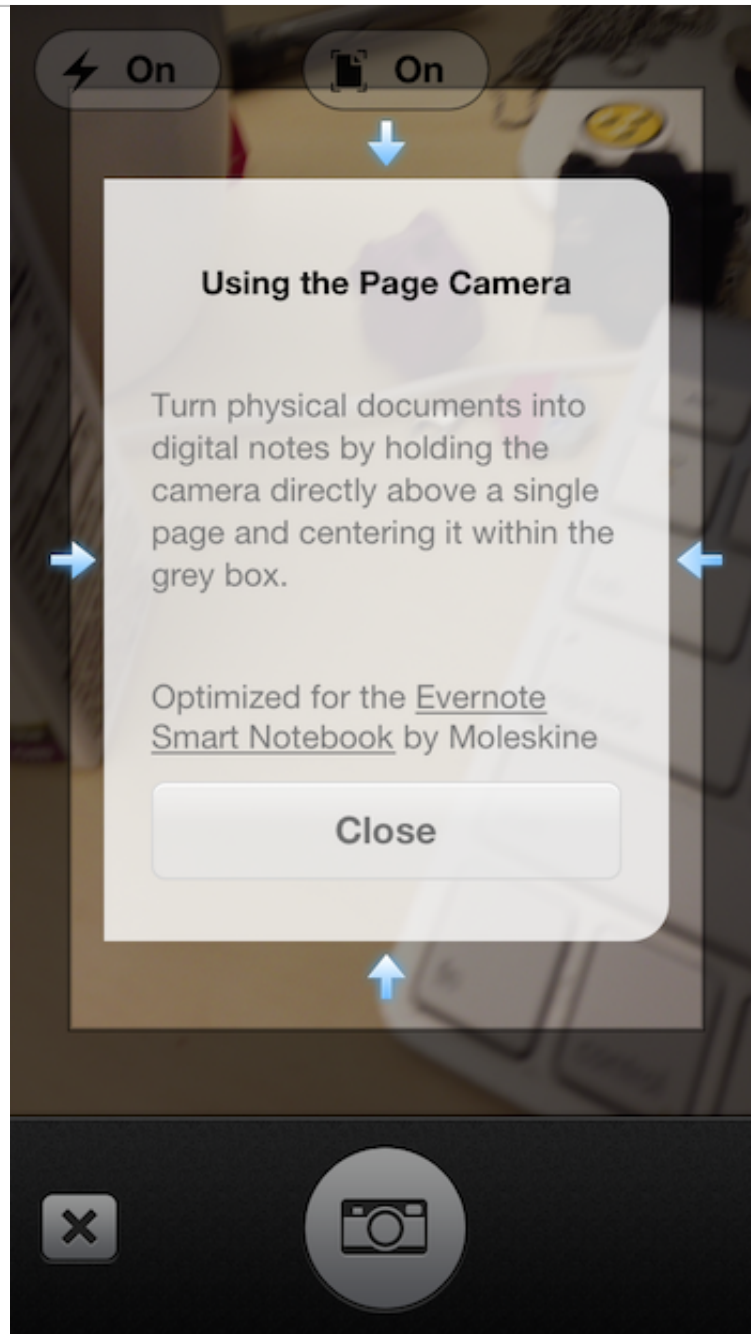 On On
Using the Page Camera
Turn physical documents into
digital notes by holding the
camera directly above a single
page and centering it within the
grey box.
Optimized for the Evernote
Smart Notebook by Moleskine
Close
control